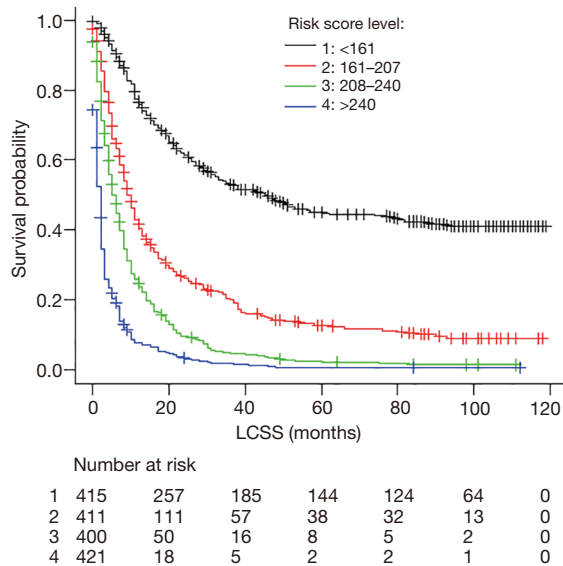 Risk score level:
1: <161
2: 161–207
3: 208–240
4: >240
Survival probability
1.0
0.8
0.6
0.4
0.2
0.0
0 20 40 60 80 100 120
LCSS (months)
Number at risk
1 415 257 185 144 124 64 0
2 411 111 57 38 32 13 0
3 400 50 16 8 5 2 0
4 421 18 5 2 2 1 0